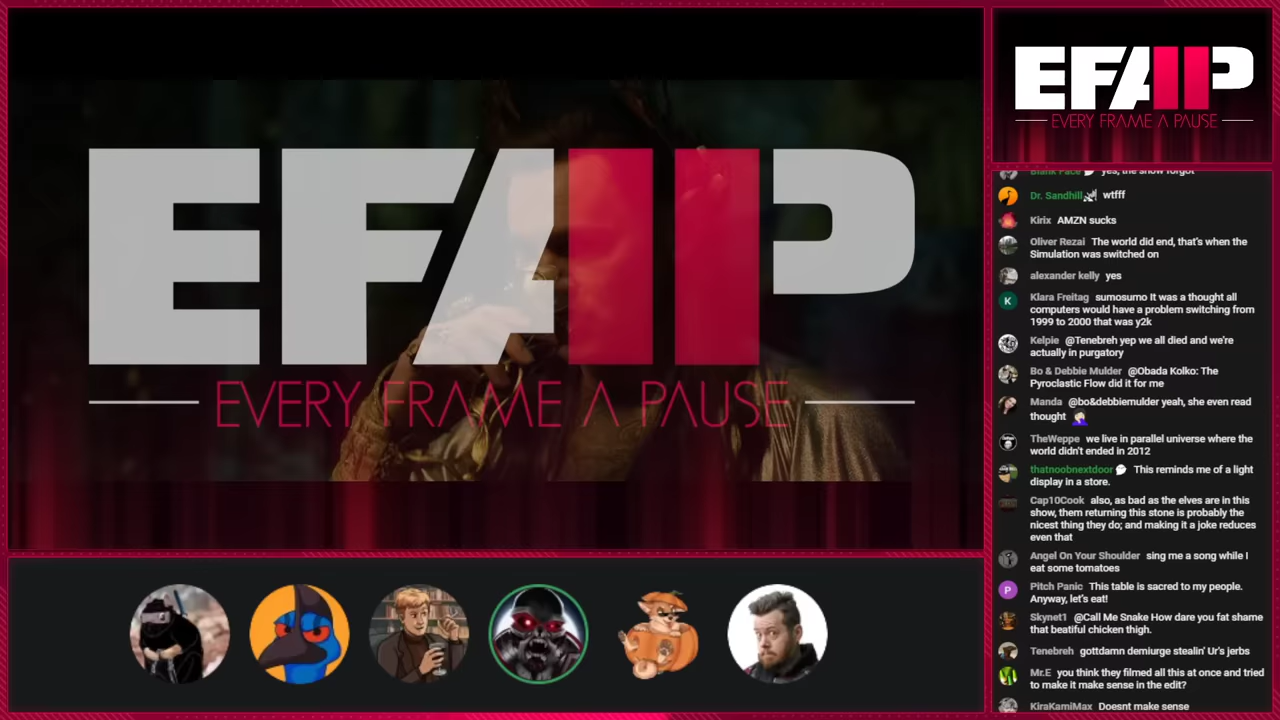 EFAP
EVERY FRAME A PAUSE
EFAP
EVERY FRAME A PAUSE
Blank Face yes, the show forgot
Dr. Sandhill wtfff
Kirix AMZN sucks
Oliver Rezai The world did end, that's when the
Simulation was switched on
alexander kelly yes
K
Klara Freitag sumosumo It was a thought all
computers would have a problem switching from
1999 to 2000 that was y2k
Kelpie @Tenebreh yep we all died and we're
actually in purgatory
Bo & Debbie Mulder @Obada Kolko: The
Pyroclastic Flow did it for me
Manda @bo&debbiemulder yeah, she even read
thought
TheWeppe we live in parallel universe where the
world didn't ended in 2012
thatnoobnextdoor This reminds me of a light
display in a store.
Cap10Cook also, as bad as the elves are in this
show, them returning this stone is probably the
nicest thing they do; and making it a joke reduces
even that
Angel On Your Shoulder sing me a song while I
eat some tomatoes
P
Pitch Panic This table is sacred to my people.
Anyway, let's eat!
Skynet1 @Call Me Snake How dare you fat shame
that beatiful chicken thigh.
Tenebreh gottdamn demiurge stealin' Ur's jerbs
Mr.E you think they filmed all this at once and tried
to make it make sense in the edit?
KiraKamiMax Doesnt make sense